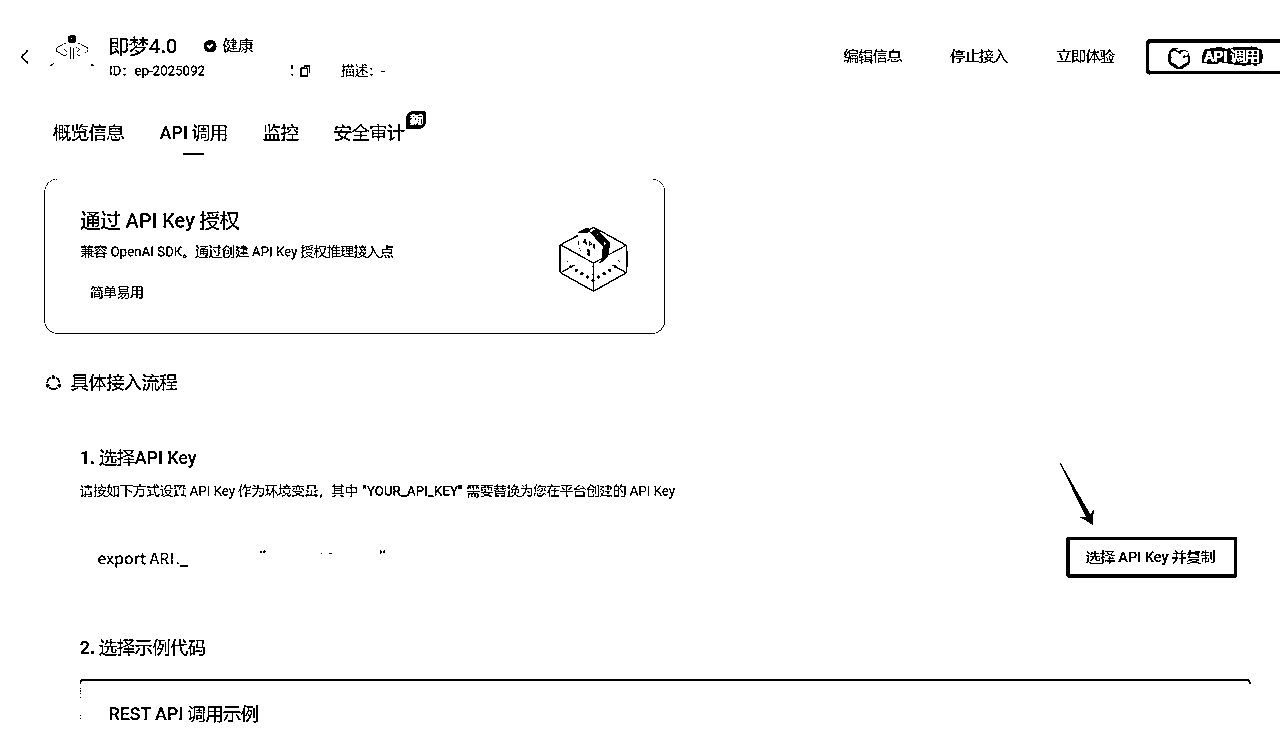 即梦4.0 健康
ID: ep-2025092 描述: -
编辑信息 停止接入 立即体验 API 调用
概览信息 API 调用 监控 安全审计 新
通过 API Key 授权
兼容 OpenAI SDK。通过创建 API Key 授权推理接入点
简单易用
具体接入流程
1. 选择API Key
请按如下方式设置 API Key 作为环境变量，其中 "YOUR_API_KEY" 需要替换为您在平台创建的 API Key
export
选择 API Key 并复制
2. 选择示例代码
REST API 调用示例